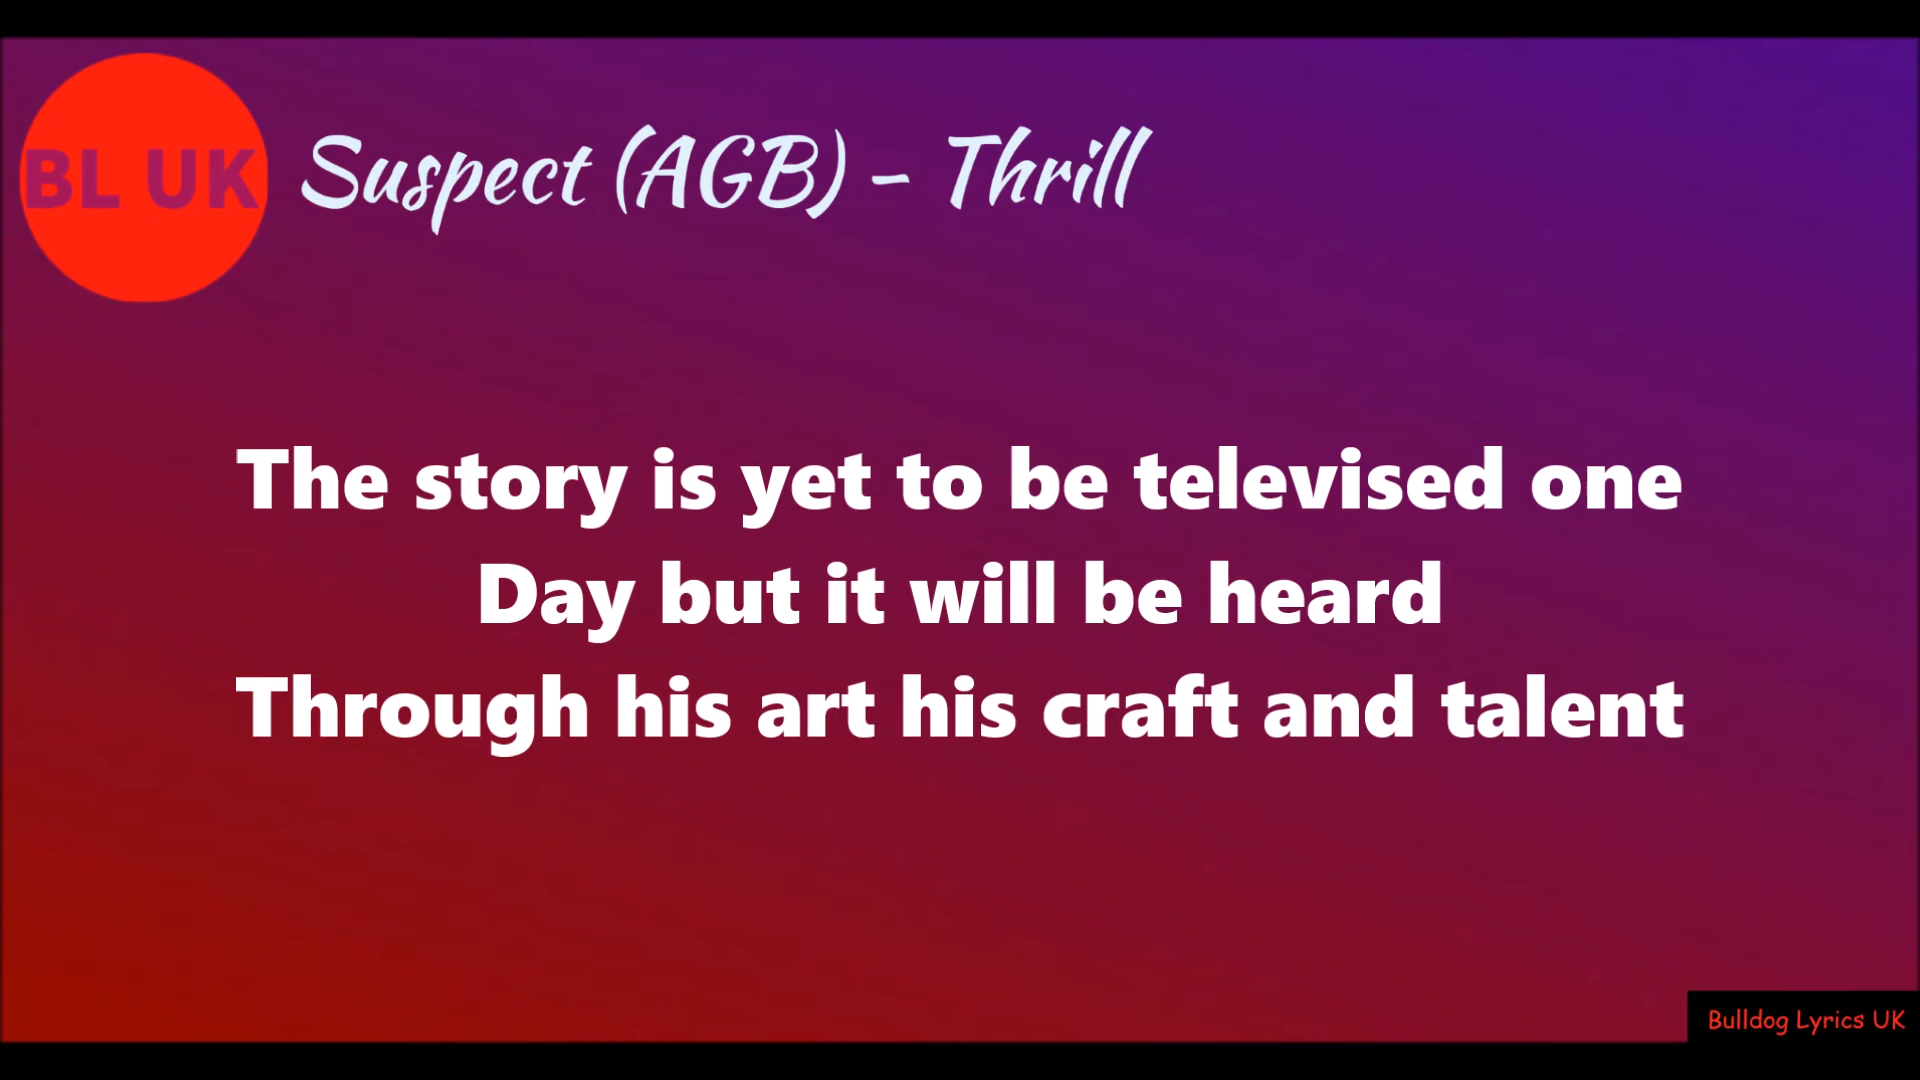 BL UK
Suspect (AGB) - Thrill
The story is yet to be televised one
Day but it will be heard
Through his art his craft and talent
Bulldog Lyrics UK